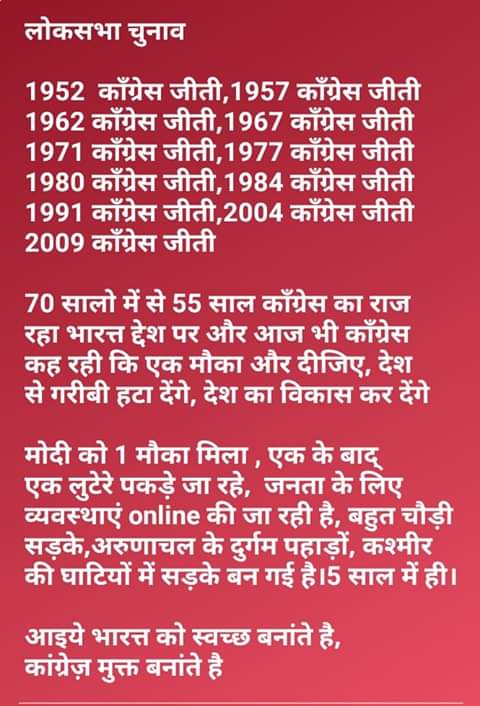 लोकसभा चुनाव
1952 काँग्रेस जीती,1957 काँग्रेस जीती
1962 काँग्रेस जीती,1967 काँग्रेस जीती
1971 काँग्रेस जीती,1977 काँग्रेस जीती
1980 काँग्रेस जीती,1984 काँग्रेस जीती
1991 काँग्रेस जीती,2004 काँग्रेस जीती
2009 काँग्रेस जीती
70 सालो में से 55 साल काँग्रेस का राज
रहा भारत्त द्देश पर और आज भी काँग्रेस
कह रही कि एक मौका और दीजिए, देश
से गरीबी हटा देंगे, देश का विकास कर देंगे
मोदी को 1 मौका मिला , एक के बाद्
एक लुटेरे पकड़े जा रहे, जनता के लिए
व्यवस्थाएं online की जा रही है, बहुत चौड़ी
सड़के,अरुणाचल के दुर्गम पहाड़ों, कश्मीर
की घाटियों में सड़के बन गई है।5 साल में ही।
आइये भारत्त को स्वच्छ बनांते है,
कांग्रेज़ मुक्त बनांते है